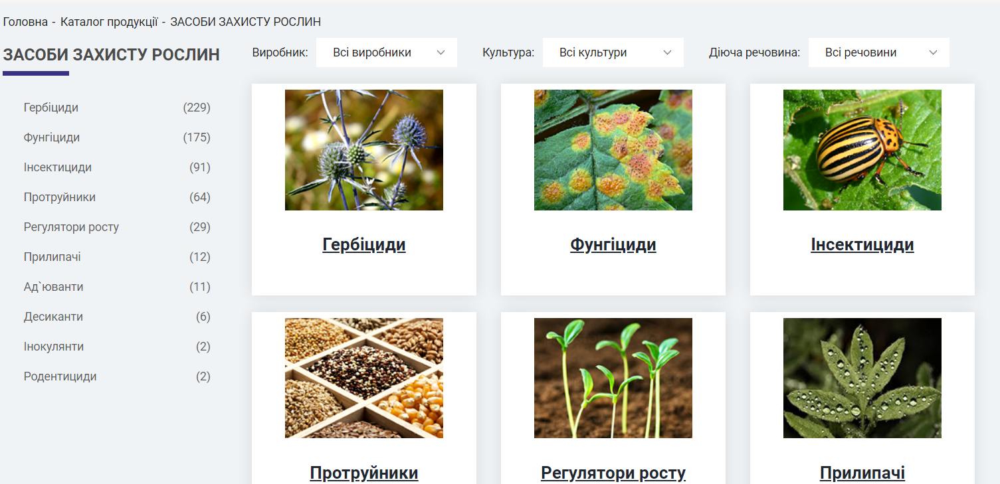 Головна - Каталог продукції - ЗАСОБИ ЗАХИСТУ РОСЛИН
ЗАСОБИ ЗАХИСТУ РОСЛИН
Виробник: Всі виробники Культура: Всі культури Діюча речовина: Всі речовини
Гербіциди (229)
Фунгіциди (175)
Інсектициди (91)
Протруйники (64)
Регулятори росту (29)
Прилипачі (12)
Ад`юванти (11)
Десиканти (6)
Інокулянти (2)
Родентициди (2)
Гербіциди
Фунгіциди
Інсектициди
Протруйники
Регулятори росту
Прилипачі